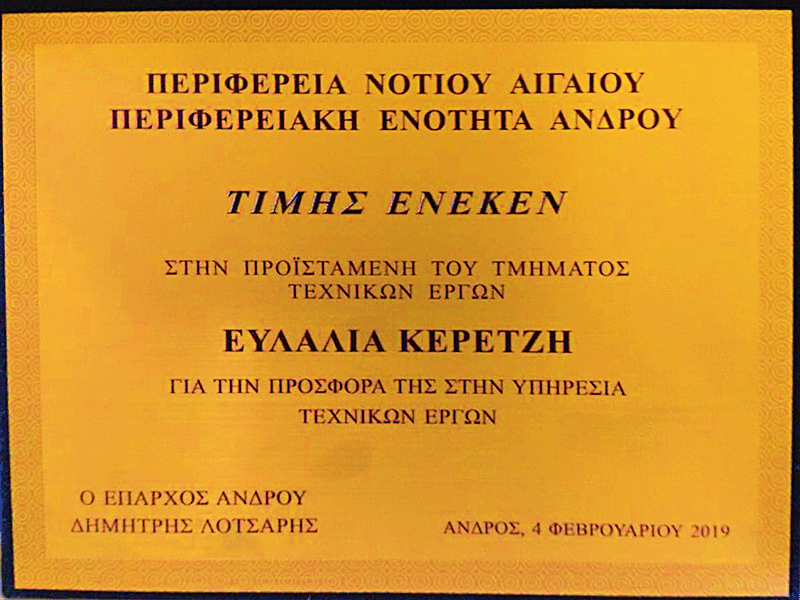 ΠΕΡΙΦΕΡΕΙΑ ΝΟΤΙΟΥ ΑΙΓΑΙΟΥ
ΠΕΡΙΦΕΡΕΙΑΚΗ ΕΝΟΤΗΤΑ ΑΝΔΡΟΥ
ΤΙΜΗΣ ΕΝΕΚΕΝ
ΣΤΗΝ ΠΡΟΪΣΤΑΜΕΝΗ ΤΟΥ ΤΜΗΜΑΤΟΣ
ΤΕΧΝΙΚΩΝ ΕΡΓΩΝ
ΕΥΛΑΛΙΑ ΚΕΡΕΤΖΗ
ΓΙΑ ΤΗΝ ΠΡΟΣΦΟΡΑ ΤΗΣ ΣΤΗΝ ΥΠΗΡΕΣΙΑ
ΤΕΧΝΙΚΩΝ ΕΡΓΩΝ
Ο ΕΠΑΡΧΟΣ ΑΝΔΡΟΥ
ΔΗΜΗΤΡΗΣ ΛΟΤΣΑΡΗΣ
ΑΝΔΡΟΣ, 4 ΦΕΒΡΟΥΑΡΙΟΥ 2019